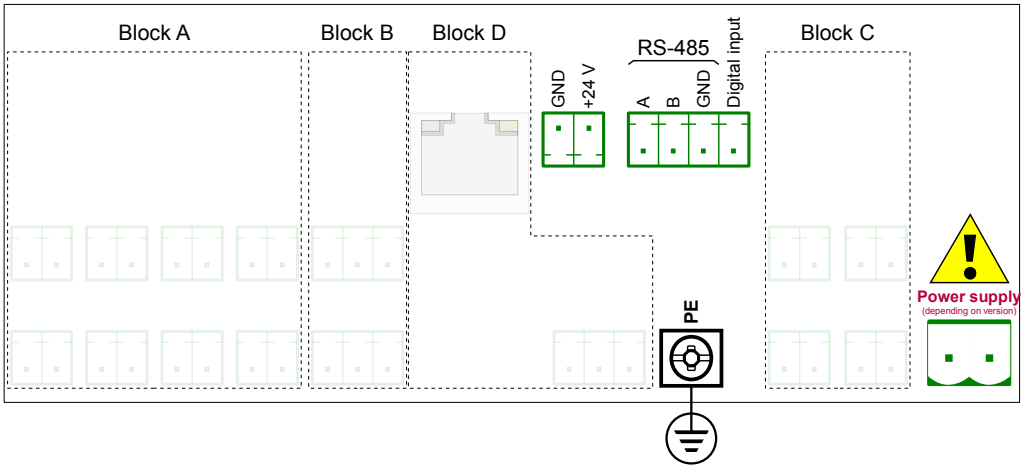 Block A
Block B
Block D
GND
+24 V
RS-485
A
B
GND
Digital input
Block C
PE
Power supply
(depending on version)